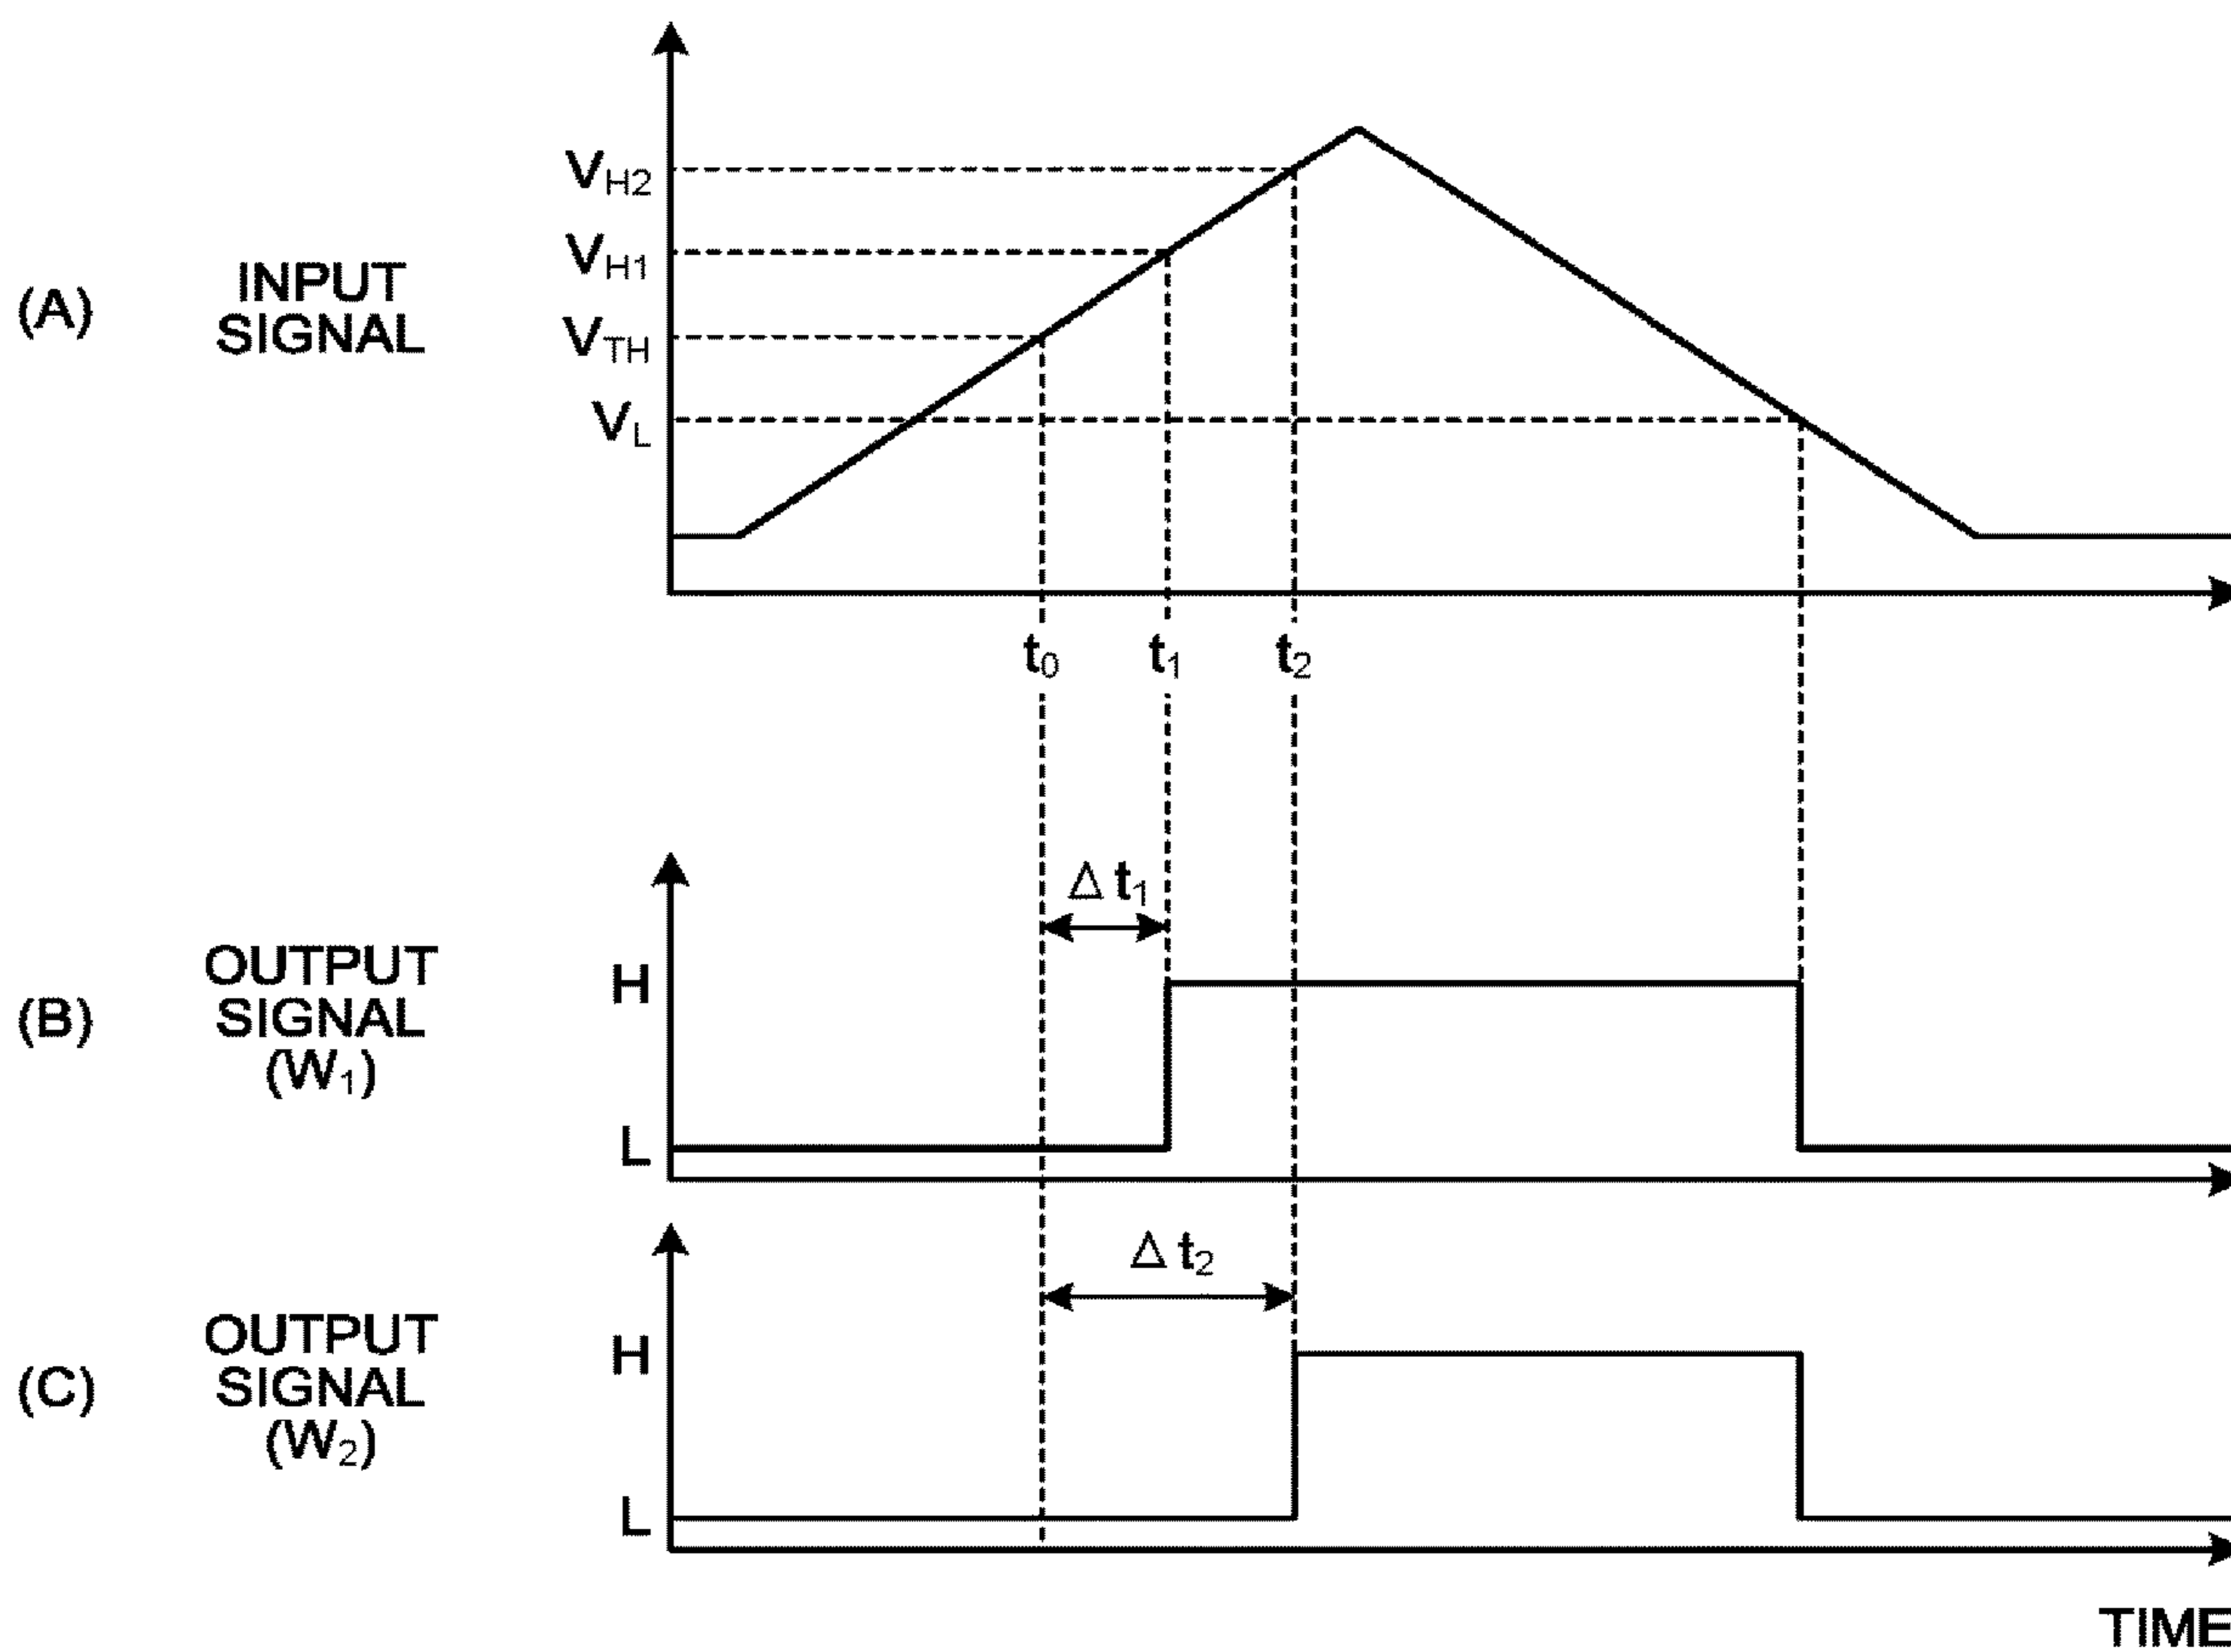 (A)
INPUT
SIGNAL
V_H2
V_H1
V_TH
V_L
t_0 t_1 t_2
(B)
OUTPUT
SIGNAL
(W_1)
H
L
Δt_1
(C)
OUTPUT
SIGNAL
(W_2)
H
L
Δt_2
TIME